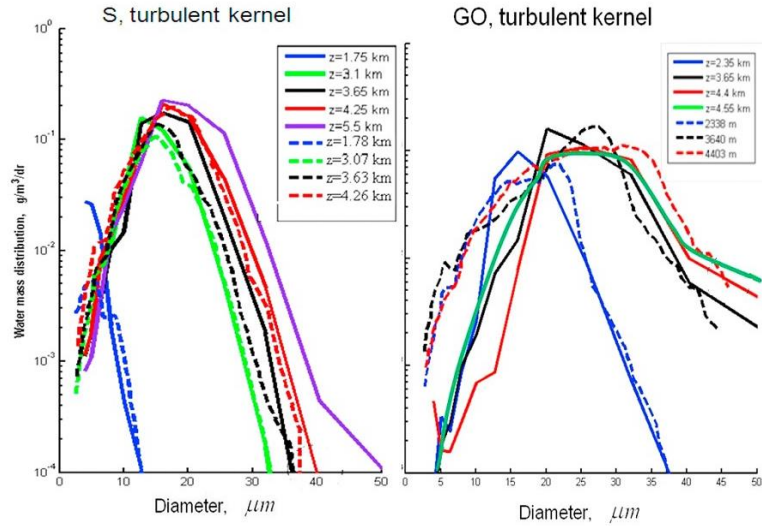 S, turbulent kernel
10^0
10^-1
10^-2
10^-3
10^-4
Water mass distribution, g/m^3/dr
z=1.75 km
z=3.1 km
z=3.65 km
z=4.25 km
z=5.5 km
z=1.78 km
z=3.07 km
z=3.63 km
z=4.26 km
0 10 20 30 40 50
Diameter, μm
GO, turbulent kernel
z=2.35 km
z=3.65 km
z=4.4 km
z=4.55 km
2338 m
3640 m
4403 m
0 5 10 15 20 25 30 35 40 45 50
Diameter, μm